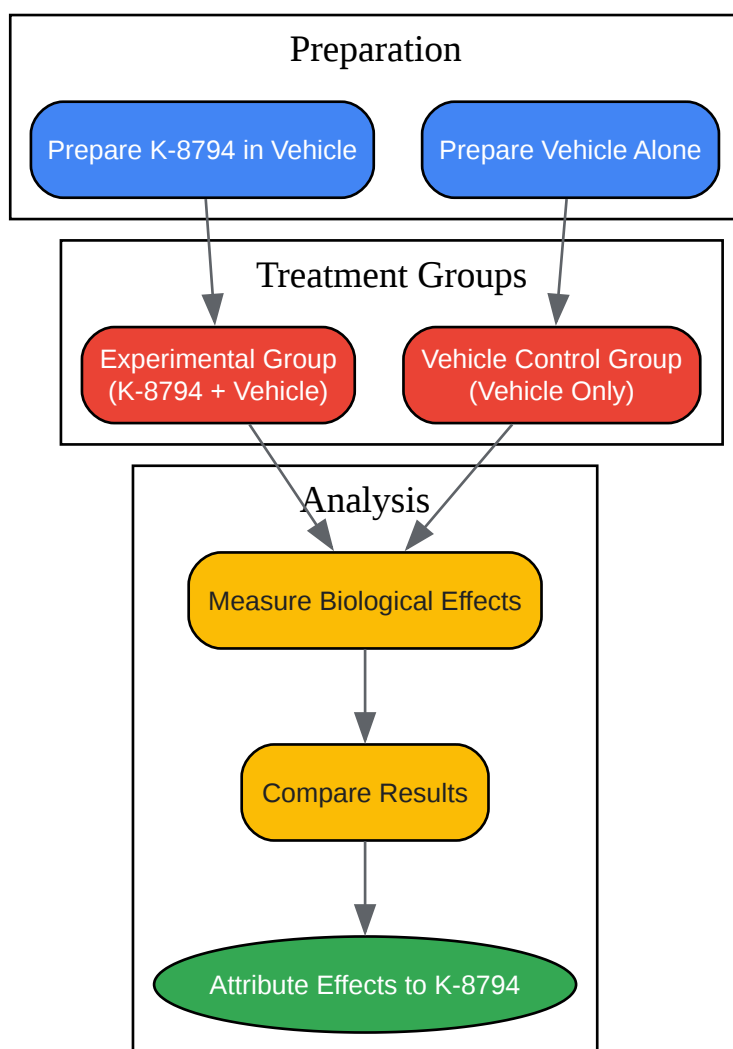 Preparation
Prepare K-8794 in Vehicle
Prepare Vehicle Alone
Treatment Groups
Experimental Group
(K-8794 + Vehicle)
Vehicle Control Group
(Vehicle Only)
Analysis
Measure Biological Effects
Compare Results
Attribute Effects to K-8794